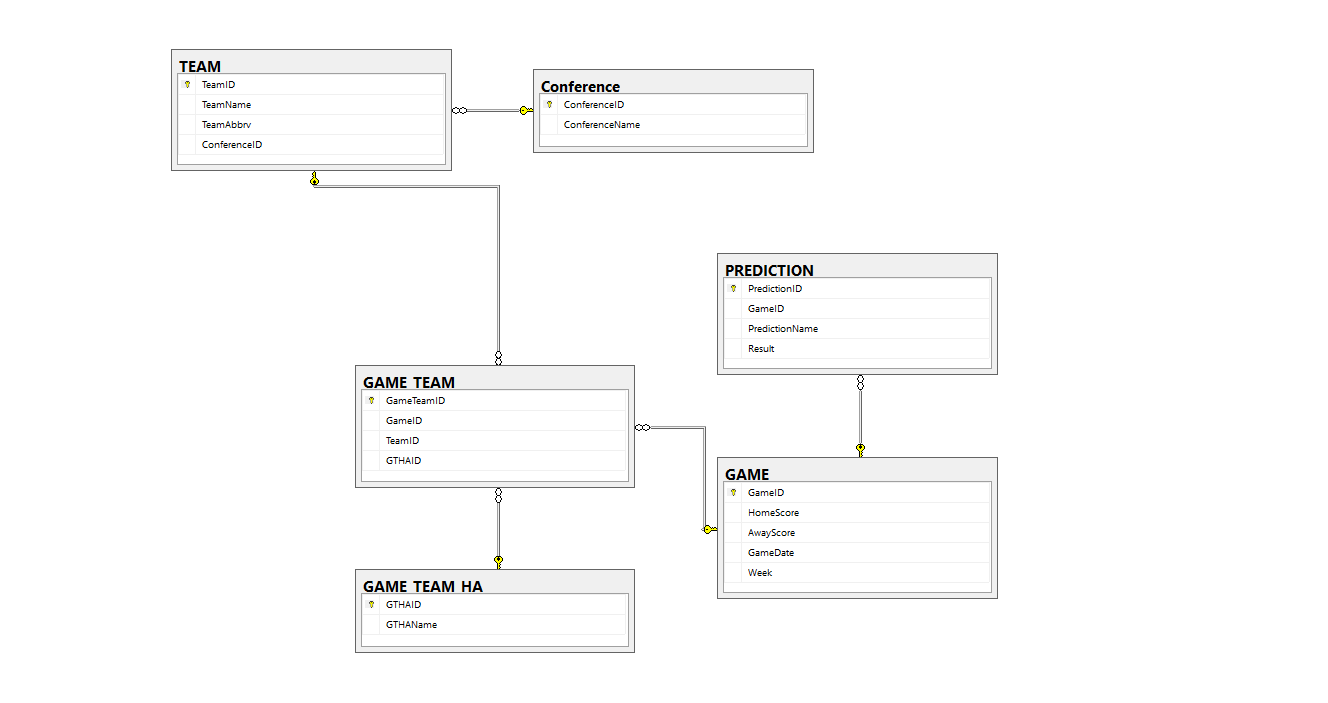 TEAM
TeamID
TeamName
TeamAbbrv
ConferenceID
Conference
ConferenceID
ConferenceName
PREDICTION
PredictionID
GameID
PredictionName
Result
GAME_TEAM
GameTeamID
GameID
TeamID
GTHAID
GAME
GameID
HomeScore
AwayScore
GameDate
Week
GAME_TEAM_HA
GTHAID
GTHAName